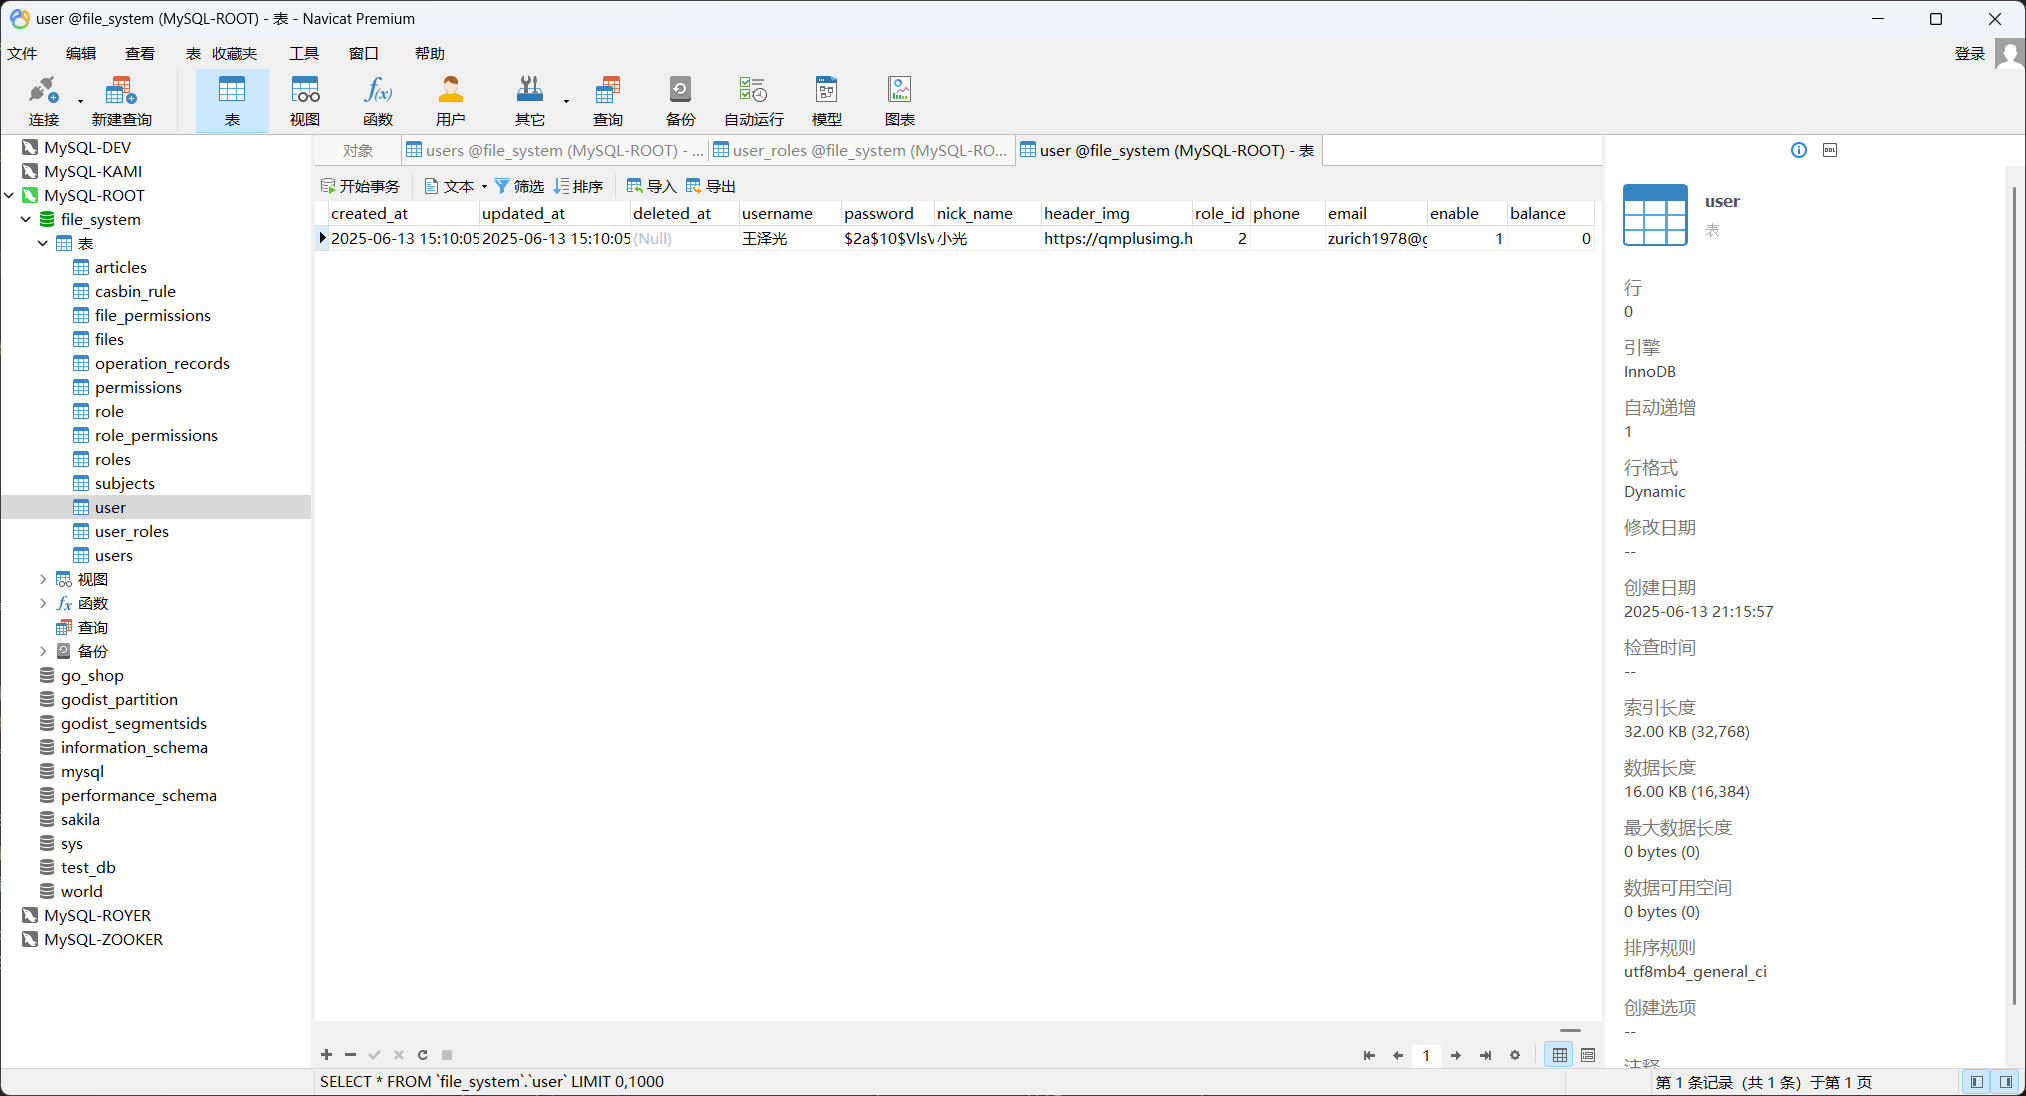 user @file_system (MySQL-ROOT) - 表 - Navicat Premium
文件 编辑 查看 表 收藏夹 工具 窗口 帮助 登录
连接 新建查询 表 视图 函数 用户 其它 查询 备份 自动运行 模型 图表
MySQL-DEV
MySQL-KAMI
MySQL-ROOT
file_system
表
articles
casbin_rule
file_permissions
files
operation_records
permissions
role
role_permissions
roles
subjects
user
user_roles
users
视图
函数
查询
备份
go_shop
godist_partition
godist_segmentsids
information_schema
mysql
performance_schema
sakila
sys
test_db
world
MySQL-ROYER
MySQL-ZOOKER
对象 users @file_system (MySQL-ROOT) - ... user_roles @file_system (MySQL-RO... user @file_system (MySQL-ROOT) - 表
开始事务 文本 筛选 排序 导入 导出
created_at updated_at deleted_at username password nick_name header_img role_id phone email enable balance
2025-06-13 15:10:05 2025-06-13 15:10:05 (Null) 王泽光 小光 https://qmplusimg.h 2 zurich1978@g 1 0
1
SELECT * FROM `file_system`.`user` LIMIT 0,1000
第 1 条记录（共 1 条）于第 1 页
DDL
user
表
行
0
引擎
InnoDB
自动递增
1
行格式
Dynamic
修改日期
--
创建日期
2025-06-13 21:15:57
检查时间
--
索引长度
32.00 KB (32,768)
数据长度
16.00 KB (16,384)
最大数据长度
0 bytes (0)
数据可用空间
0 bytes (0)
排序规则
utf8mb4_general_ci
创建选项
--
注释